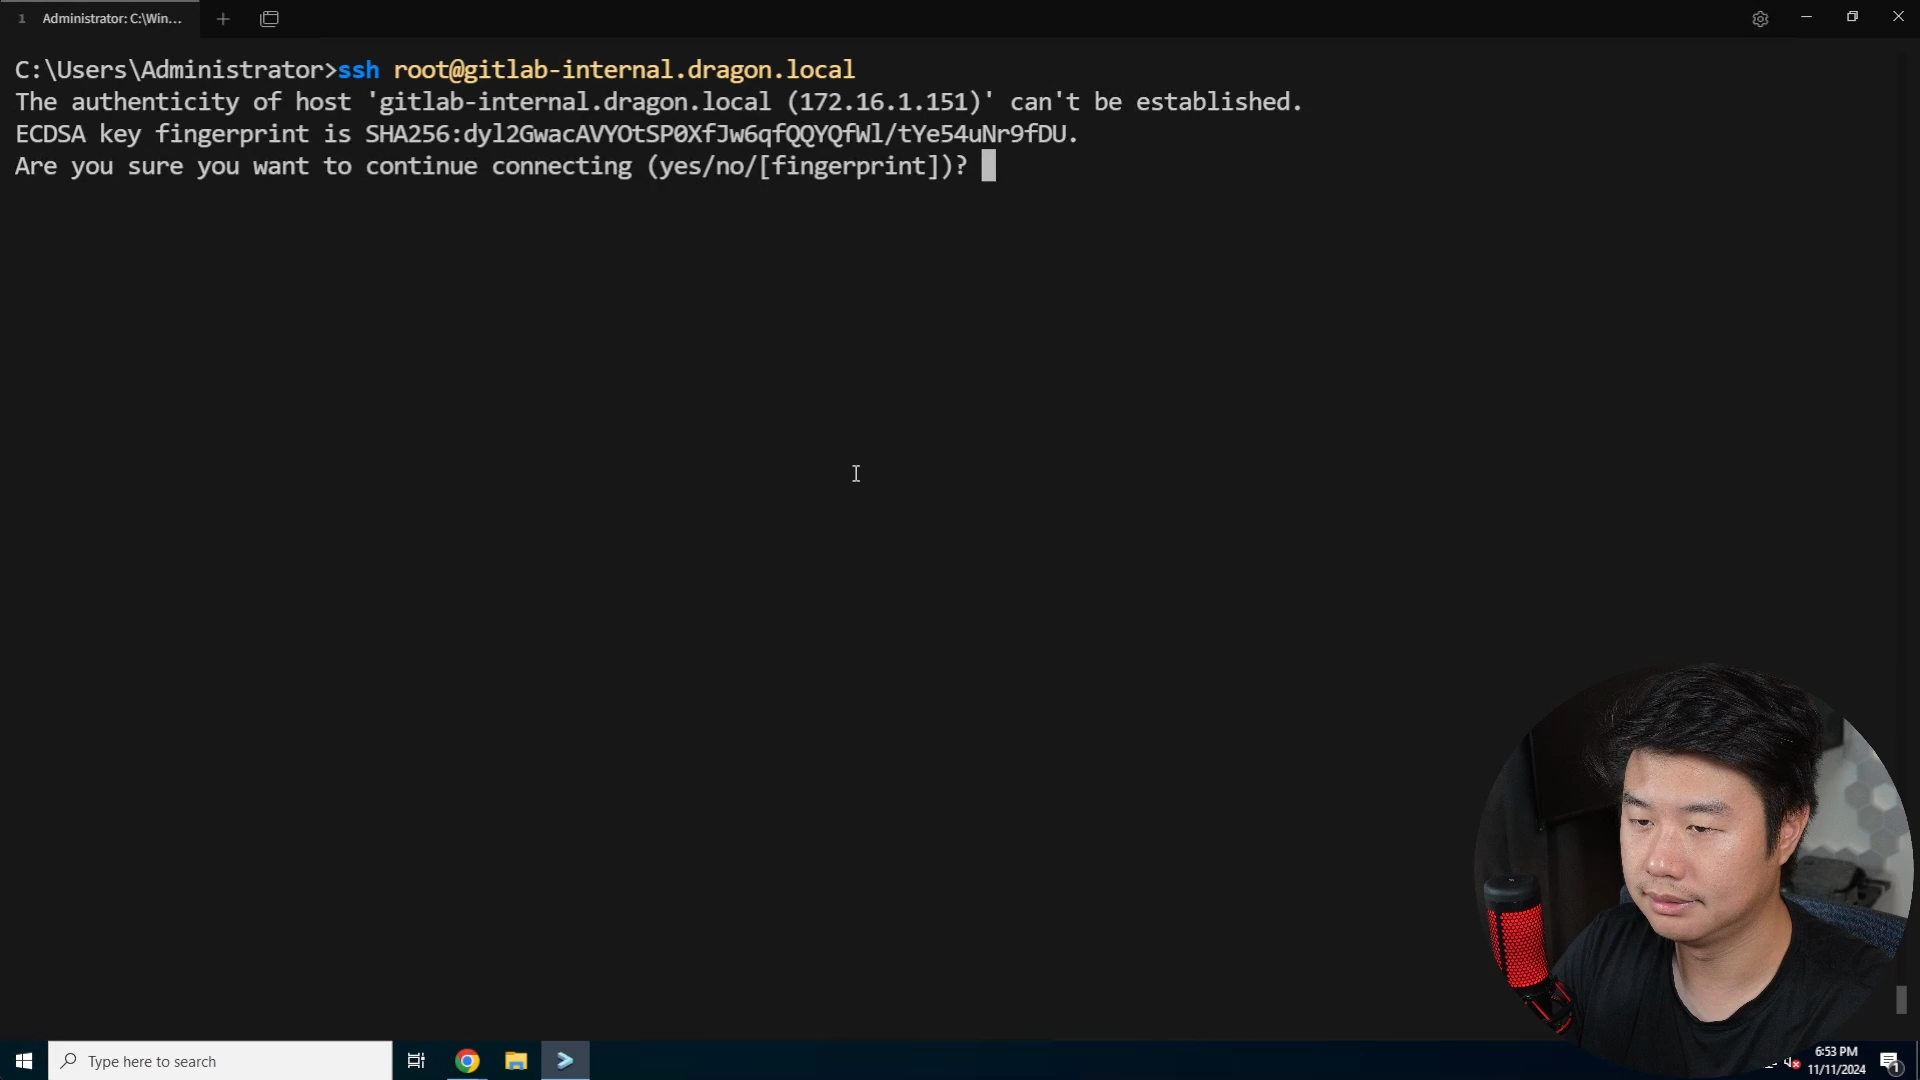 1 Administrator: C:\Win...
C:\Users\Administrator>ssh root@gitlab-internal.dragon.local
The authenticity of host 'gitlab-internal.dragon.local (172.16.1.151)' can't be established.
ECDSA key fingerprint is SHA256:dyl2GwacAVYOtSP0XfJw6qfQQYQfWl/tYe54uNr9fDU.
Are you sure you want to continue connecting (yes/no/[fingerprint])?
Type here to search
6:53 PM
11/11/2024
1